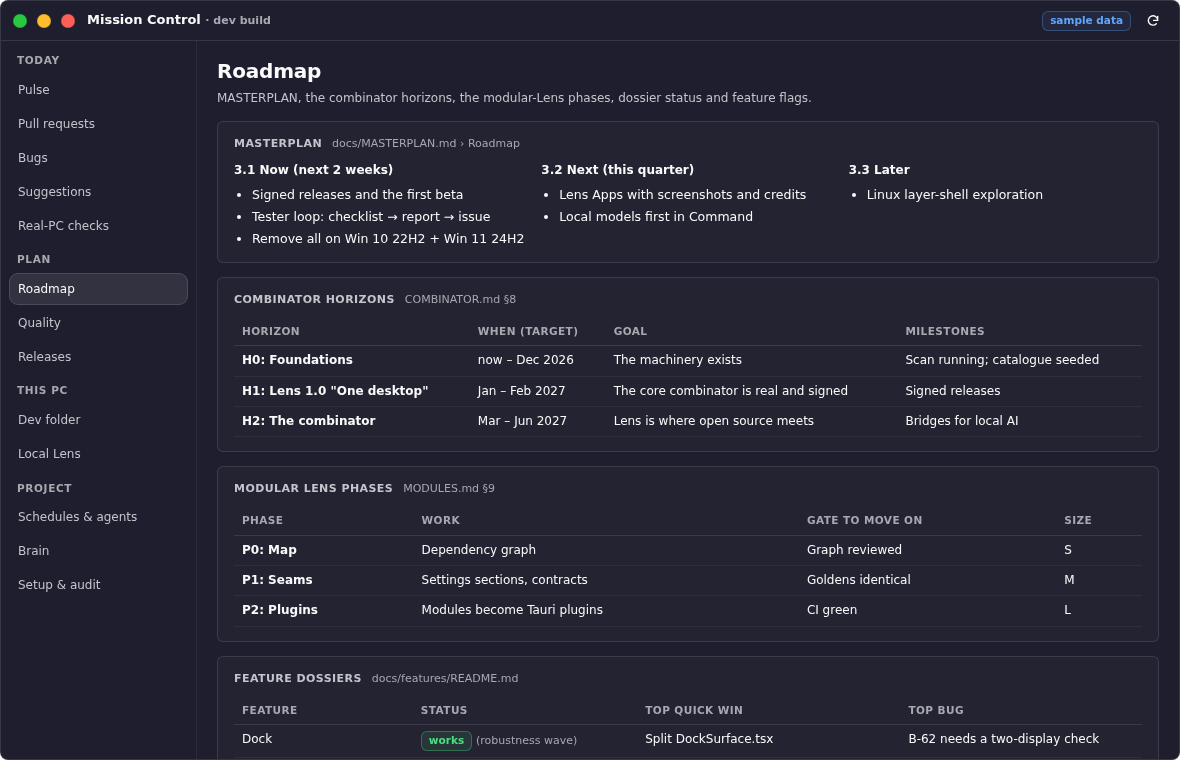 Mission Control · dev build
sample data
TODAY
Pulse
Pull requests
Bugs
Suggestions
Real-PC checks
PLAN
Roadmap
Quality
Releases
THIS PC
Dev folder
Local Lens
PROJECT
Schedules & agents
Brain
Setup & audit
Roadmap
MASTERPLAN, the combinator horizons, the modular-Lens phases, dossier status and feature flags.
MASTERPLAN docs/MASTERPLAN.md › Roadmap
3.1 Now (next 2 weeks)
• Signed releases and the first beta
• Tester loop: checklist → report → issue
• Remove all on Win 10 22H2 + Win 11 24H2
3.2 Next (this quarter)
• Lens Apps with screenshots and credits
• Local models first in Command
3.3 Later
• Linux layer-shell exploration
COMBINATOR HORIZONS COMBINATOR.md §8
HORIZON WHEN (TARGET) GOAL MILESTONES
H0: Foundations now – Dec 2026 The machinery exists Scan running; catalogue seeded
H1: Lens 1.0 "One desktop" Jan – Feb 2027 The core combinator is real and signed Signed releases
H2: The combinator Mar – Jun 2027 Lens is where open source meets Bridges for local AI
MODULAR LENS PHASES MODULES.md §9
PHASE WORK GATE TO MOVE ON SIZE
P0: Map Dependency graph Graph reviewed S
P1: Seams Settings sections, contracts Goldens identical M
P2: Plugins Modules become Tauri plugins CI green L
FEATURE DOSSIERS docs/features/README.md
FEATURE STATUS TOP QUICK WIN TOP BUG
Dock works (robustness wave) Split DockSurface.tsx B-62 needs a two-display check